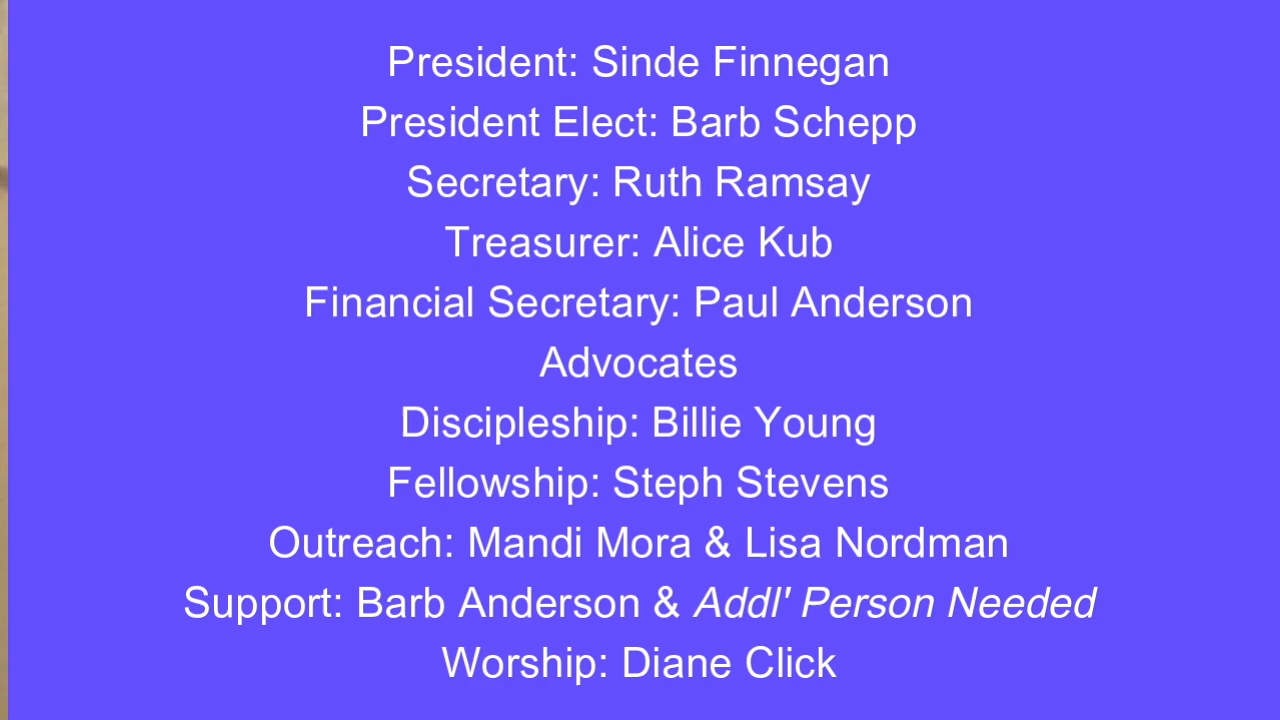 President: Sinde Finnegan
President Elect: Barb Schepp
Secretary: Ruth Ramsay
Treasurer: Alice Kub
Financial Secretary: Paul Anderson
Advocates
Discipleship: Billie Young
Fellowship: Steph Stevens
Outreach: Mandi Mora & Lisa Nordman
Support: Barb Anderson & Addl' Person Needed
Worship: Diane Click